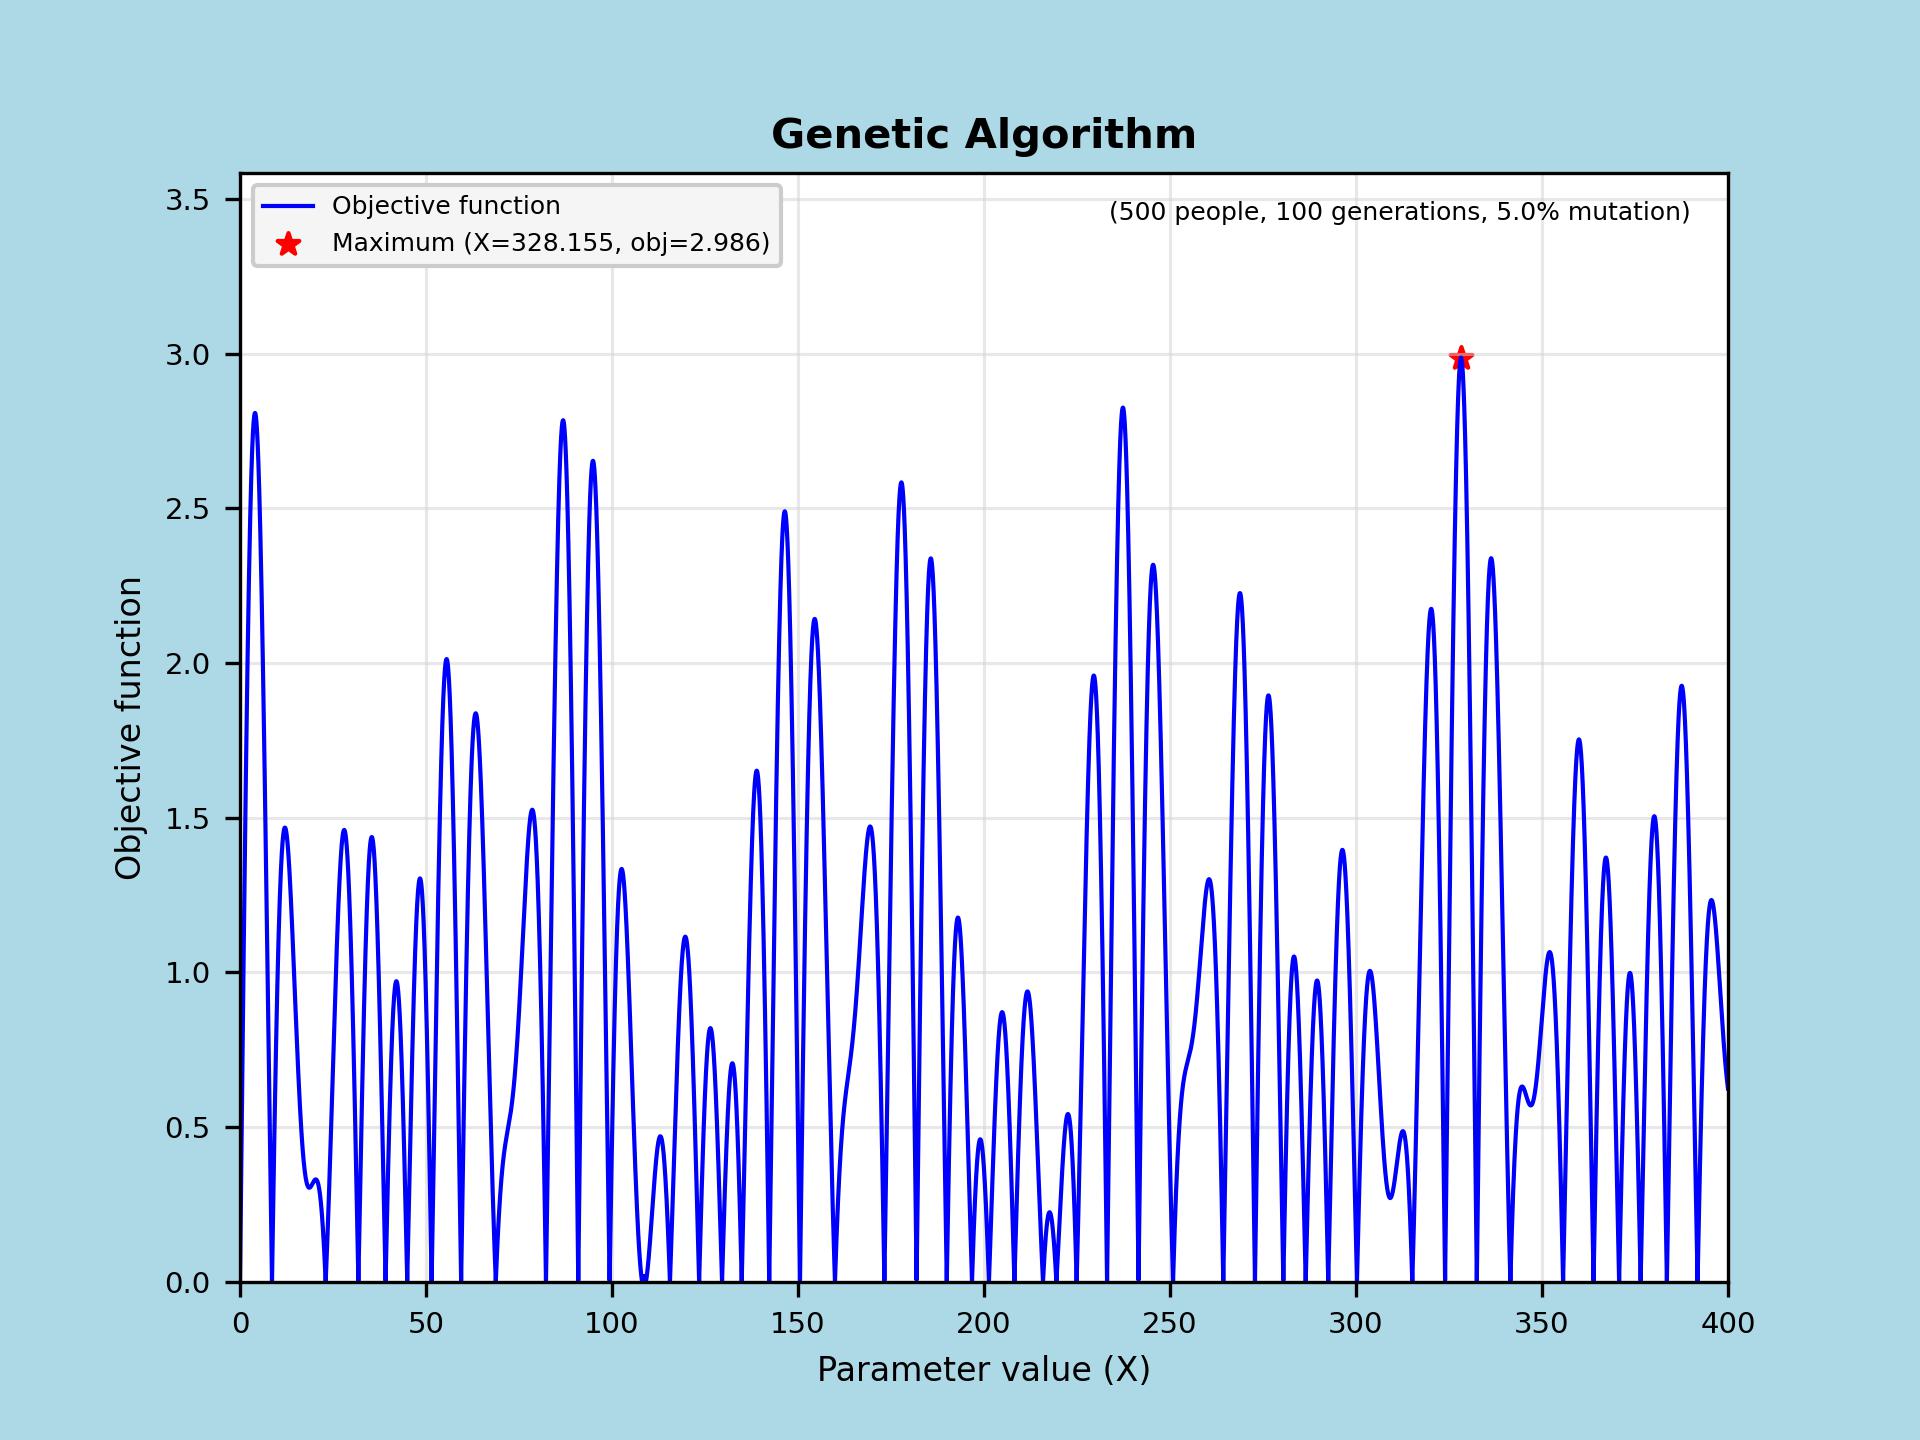 Genetic Algorithm
Objective function
Maximum (X=328.155, obj=2.986)
(500 people, 100 generations, 5.0% mutation)
3.5
3.0
2.5
2.0
1.5
1.0
0.5
0.0
Objective function
0 50 100 150 200 250 300 350 400
Parameter value (X)